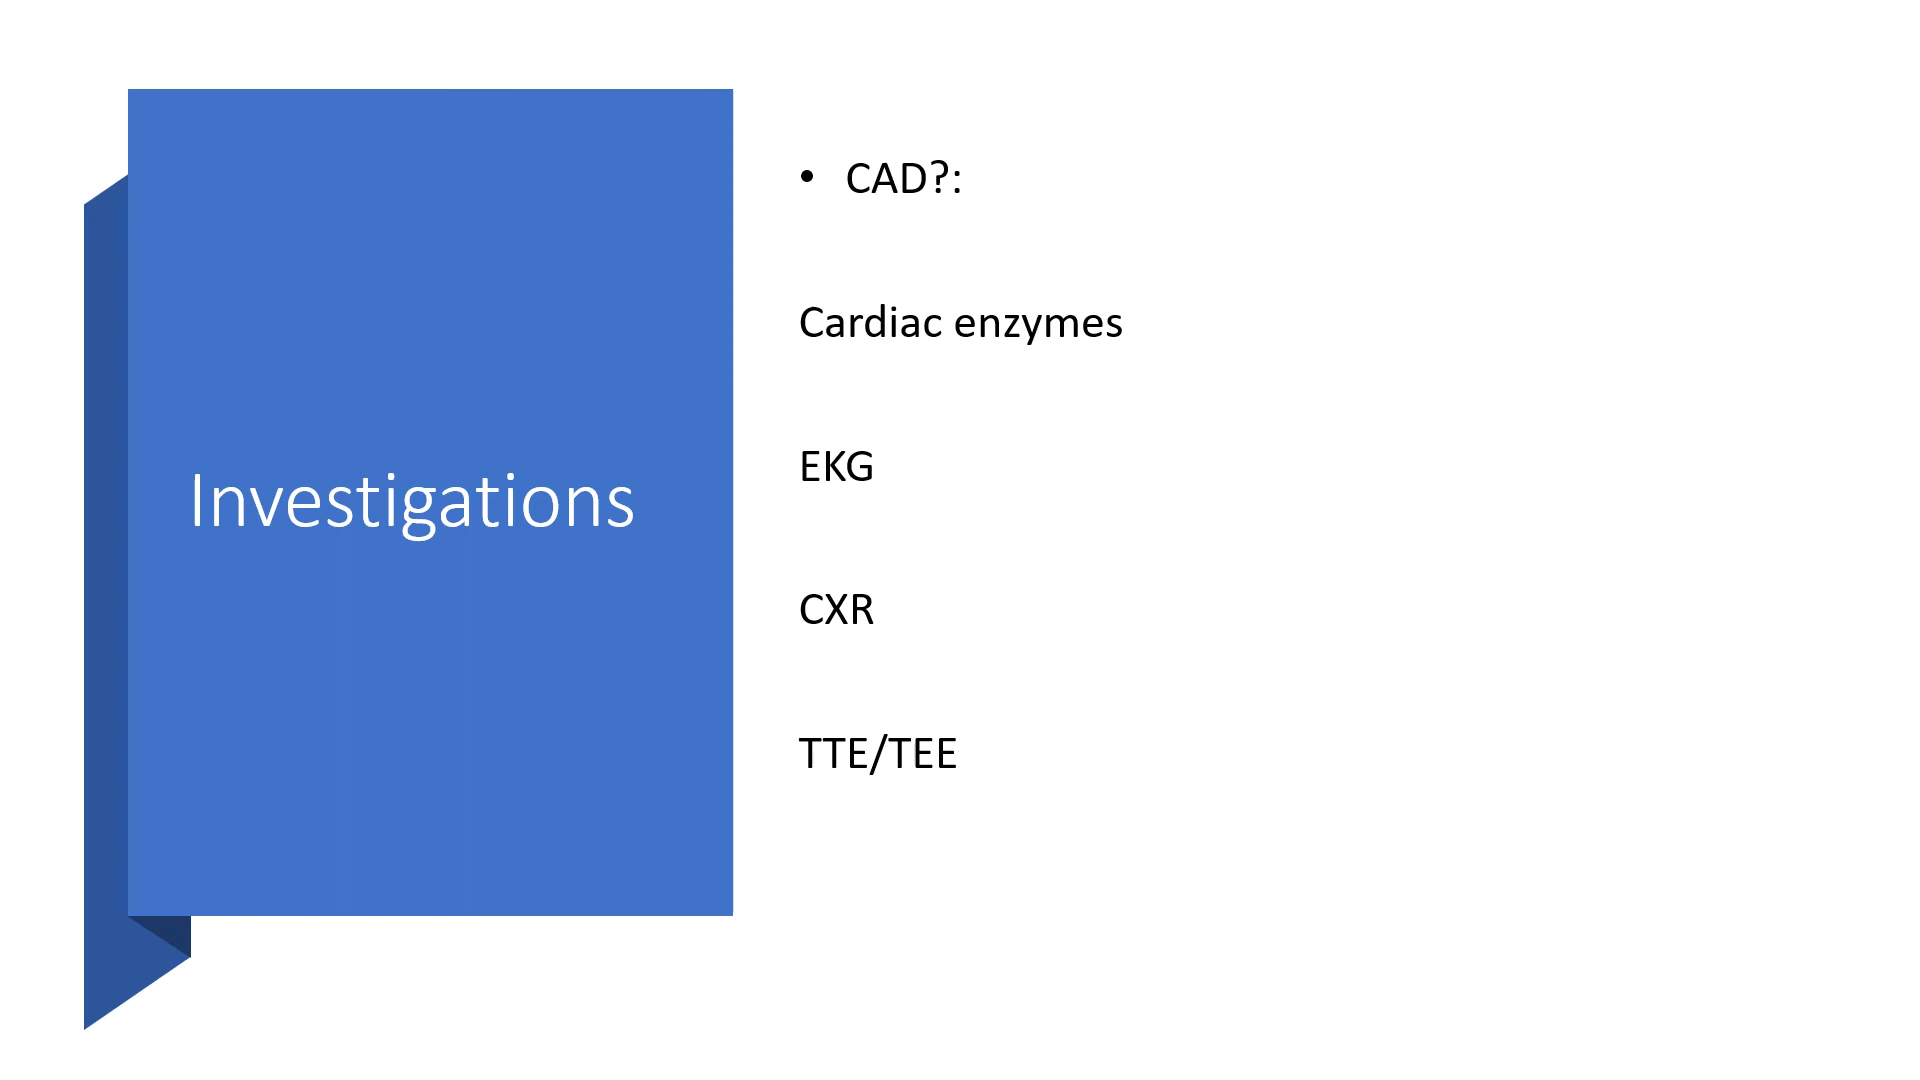 Investigations
• CAD?:
Cardiac enzymes
EKG
CXR
TTE/TEE